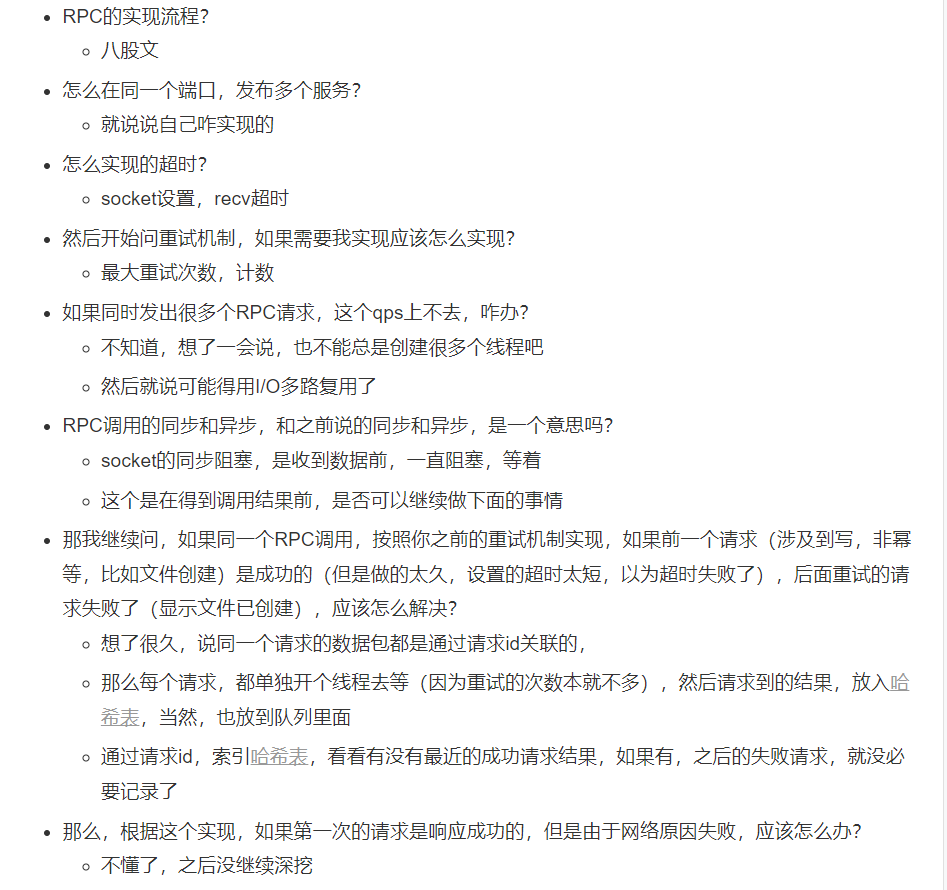 RPC的实现流程？
八股文
怎么在同一个端口，发布多个服务？
就说说自己咋实现的
怎么实现的超时？
socket设置，recv超时
然后开始问重试机制，如果需要我实现应该怎么实现？
最大重试次数，计数
如果同时发出很多个RPC请求，这个qps上不去，咋办？
不知道，想了一会说，也不能总是创建很多个线程吧
然后就说可能得用I/O多路复用了
RPC调用的同步和异步，和之前说的同步和异步，是一个意思吗？
socket的同步阻塞，是收到数据前，一直阻塞，等着
这个是在得到调用结果前，是否可以继续做下面的事情
那我继续问，如果同一个RPC调用，按照你之前的重试机制实现，如果前一个请求（涉及到写，非幂
等，比如文件创建）是成功的（但是做的太久，设置的超时太短，以为超时失败了），后面重试的请
求失败了（显示文件已创建），应该怎么解决？
想了很久，说同一个请求的数据包都是通过请求id关联的，
那么每个请求，都单独开个线程去等（因为重试的次数本就不多），然后请求到的结果，放入哈
希表，当然，也放到队列里面
通过请求id，索引哈希表，看看有没有最近的成功请求结果，如果有，之后的失败请求，就没必
要记录了
那么，根据这个实现，如果第一次的请求是响应成功的，但是由于网络原因失败，应该怎么办？
不懂了，之后没继续深挖